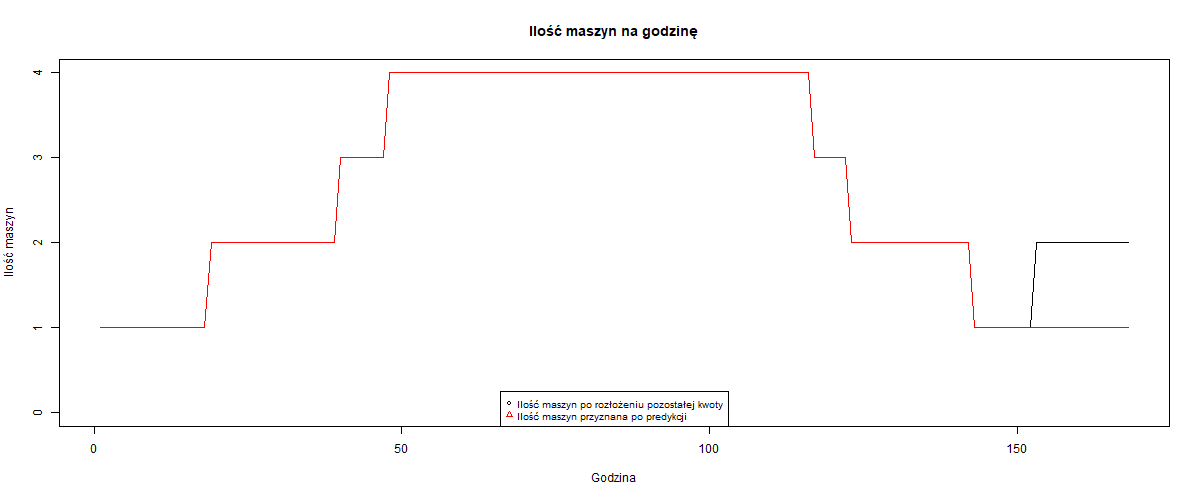 Ilość maszyn na godzinę
Ilość maszyn
4
3
2
1
0
Ilość maszyn po rozłożeniu pozostałej kwoty
Ilość maszyn przyznana po predykcji
0 50 100 150
Godzina